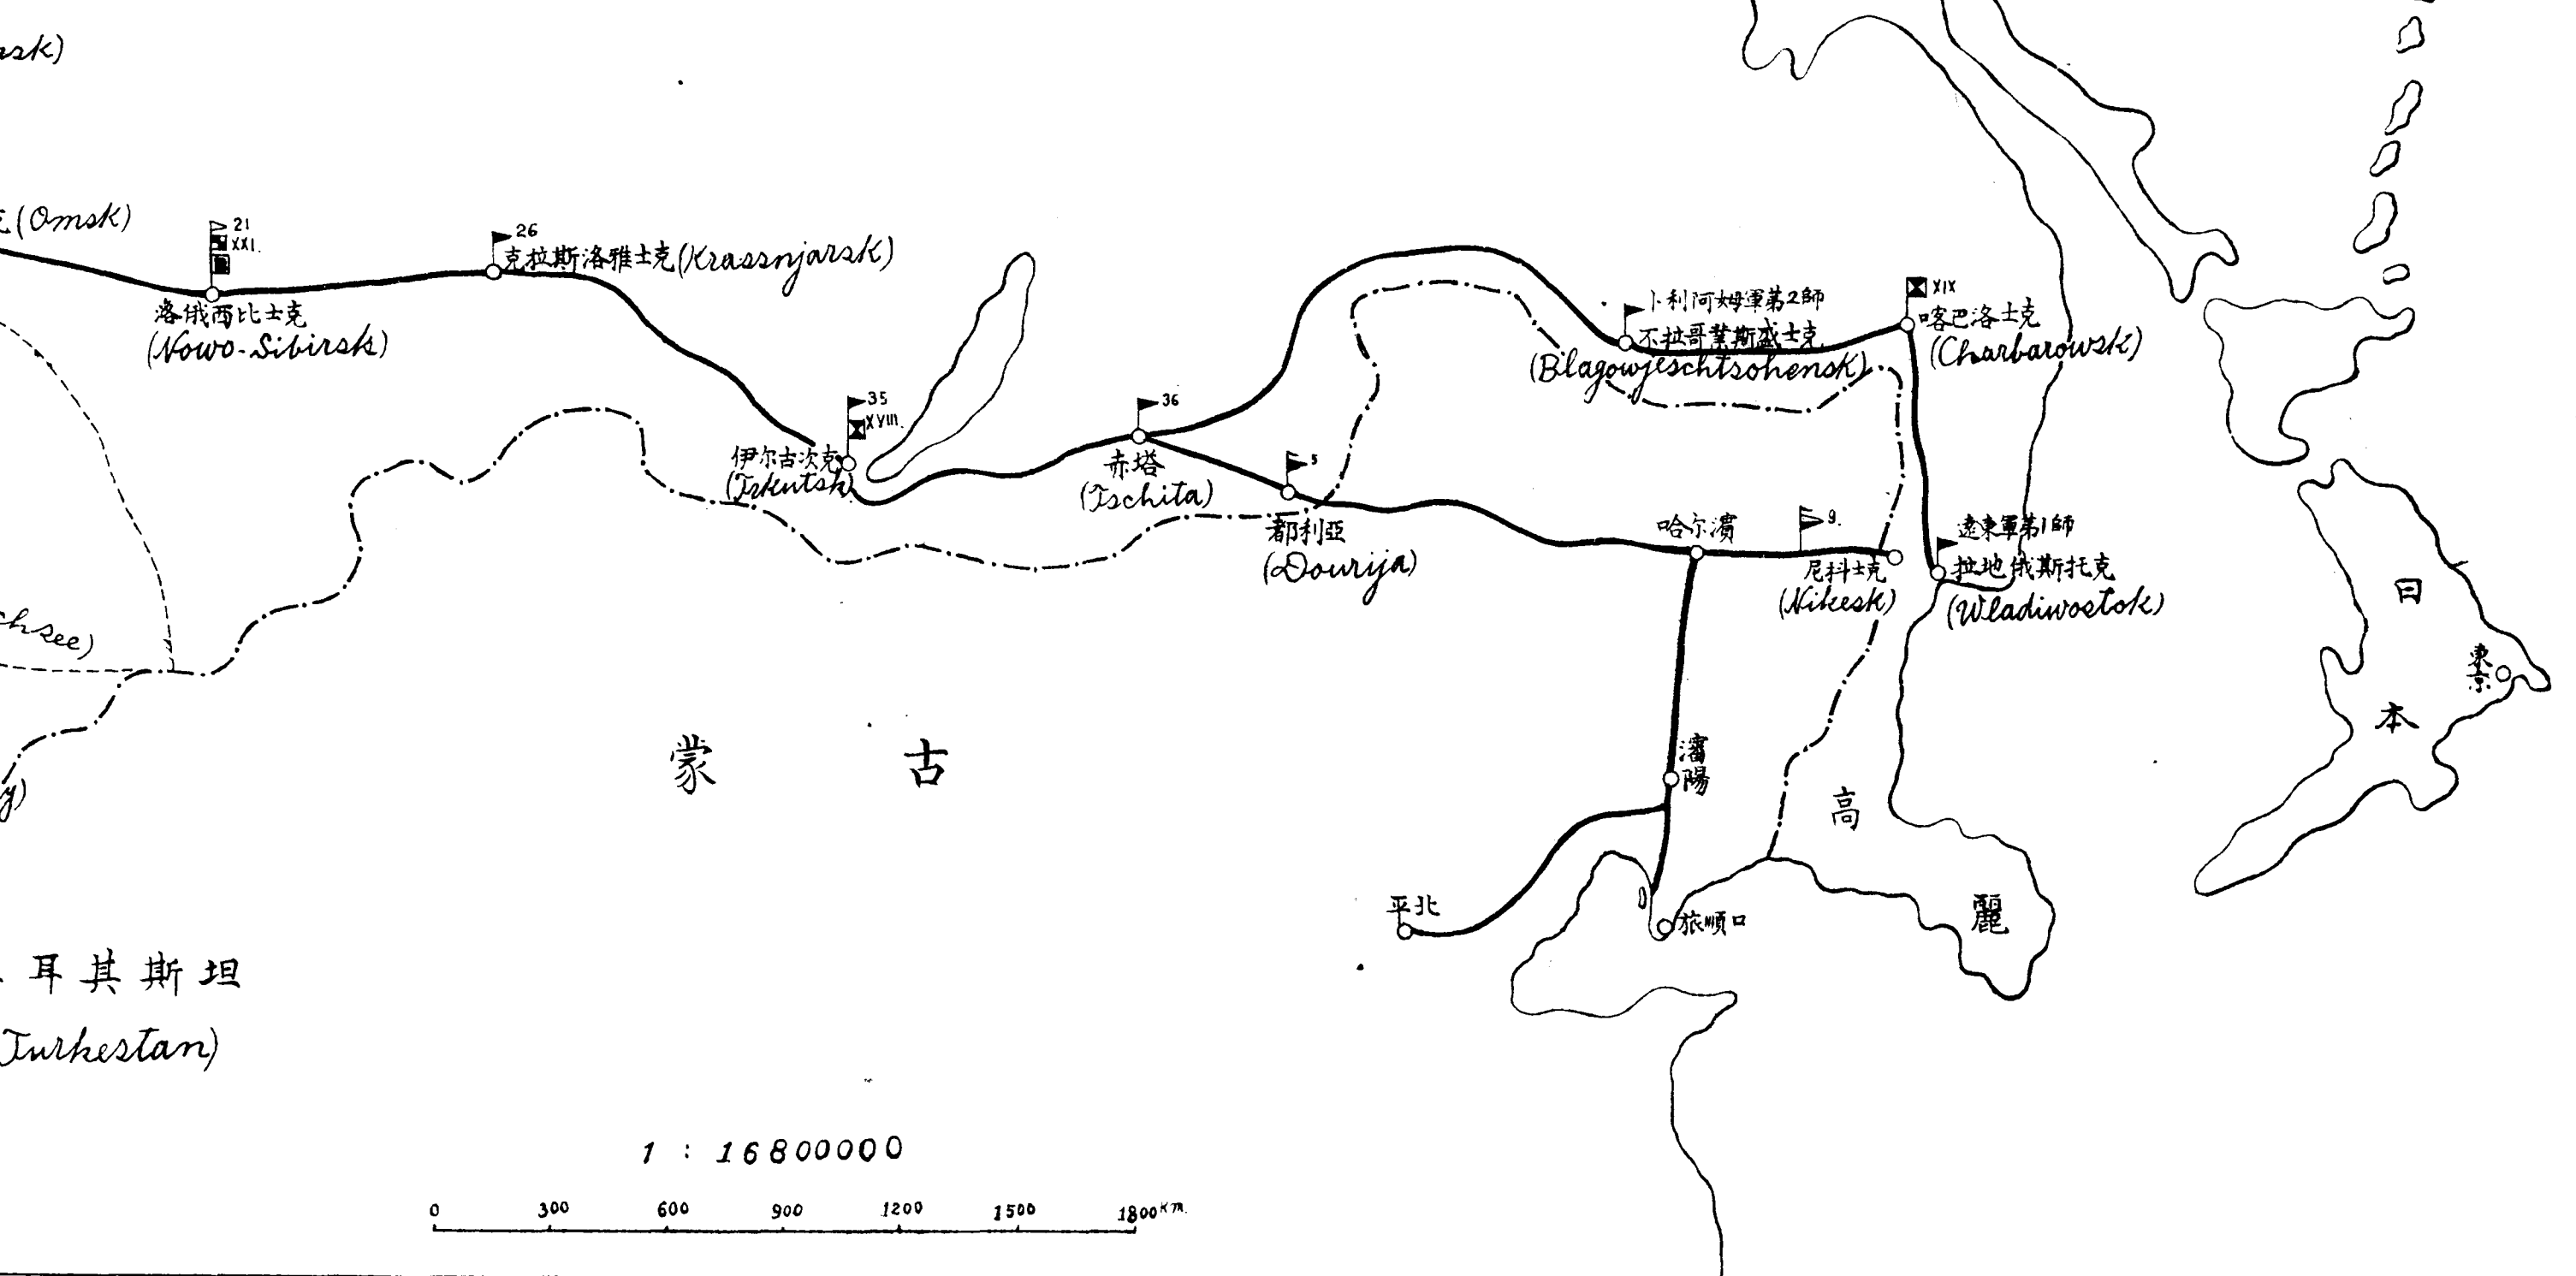 (Omsk)
21
XXI.
洛俄西比士克
(Nowo-Sibirsk)
26
克拉斯洛雅士克(Krassnjarsk)
35
XVIII.
伊尔古次克
(Irkutsk)
36
赤塔
(Tschita)
5
都利亞
(Dourija)
卜利阿姆軍第2師
不拉哥業斯威士克
(Blagowjeschtsohensk)
XIX
喀巴洛士克
(Charbarowsk)
哈尔濱
9.
尼科士克
(Nikesk)
遠東軍第1師
拉地俄斯托克
(Wladiwostok)
日本
東京
蒙古
瀋陽
高麗
平北
旅順口
耳其斯坦
Turkestan)
1 : 16800000
0 300 600 900 1200 1500 1800 Km.